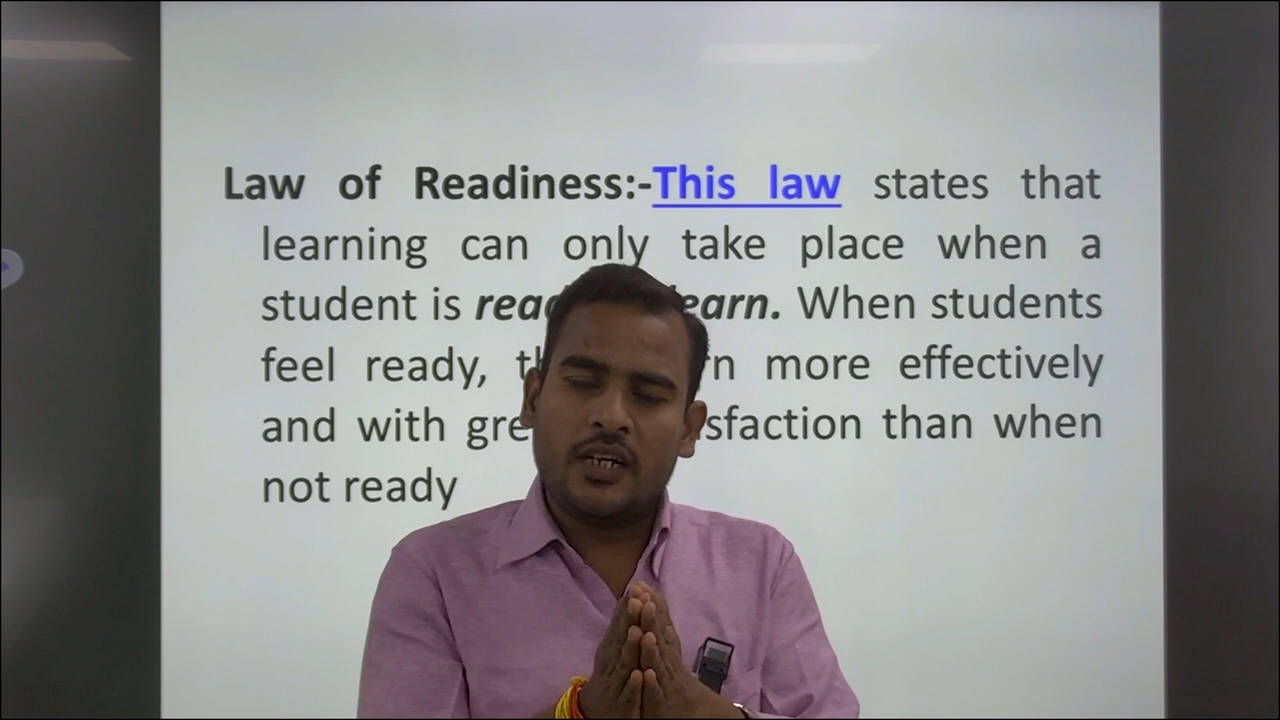 Law of Readiness:-This law states that
learning can only take place when a
student is learn. When students
feel ready, more effectively
and with than when
not ready